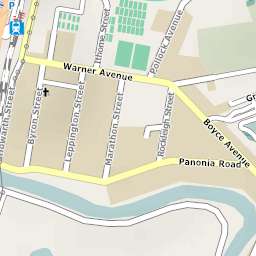 P
Pollock Avenue
Warner Avenue
Byron Street
Leppington Street
Marathon Street
Rockleigh Street
Boyce Avenue
Panonia Road